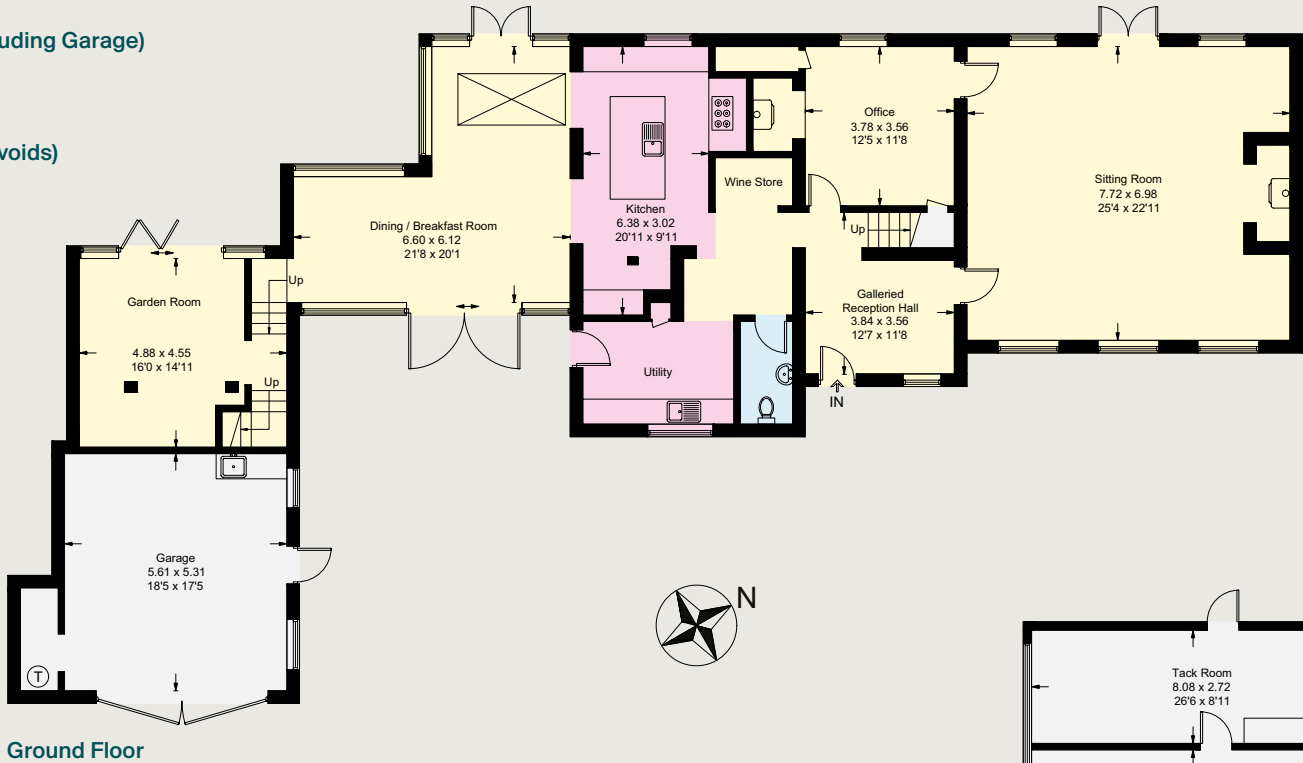 uding Garage)
voids)
Office
3.78 x 3.56
12'5 x 11'8
Wine Store
Sitting Room
7.72 x 6.98
25'4 x 22'11
Kitchen
6.38 x 3.02
20'11 x 9'11
Dining / Breakfast Room
6.60 x 6.12
21'8 x 20'1
Up
Up
Garden Room
4.88 x 4.55
16'0 x 14'11
Up
Galleried
Reception Hall
3.84 x 3.56
12'7 x 11'8
Utility
IN
Garage
5.61 x 5.31
18'5 x 17'5
N
T
Tack Room
8.08 x 2.72
26'6 x 8'11
Ground Floor